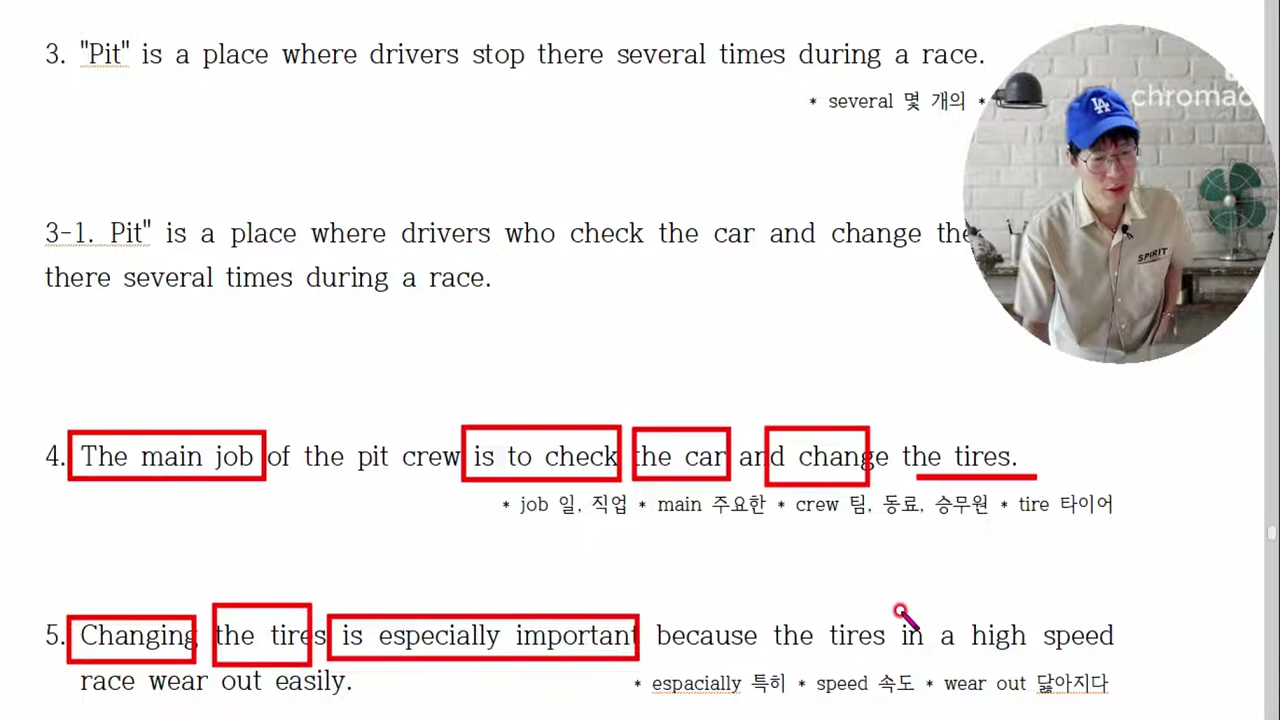 3. "Pit" is a place where drivers stop there several times during a race.
* several 몇 개의 *
chromac
LA
3-1. Pit" is a place where drivers who check the car and change the
SPIRIT
there several times during a race.
4. The main job of the pit crew is to check the car and change the tires.
* job 일, 직업 * main 주요한 * crew 팀, 동료, 승무원 * tire 타이어
5. Changing the tires is especially important because the tires in a high speed
race wear out easily.
* espacially 특히 * speed 속도 * wear out 닳아지다